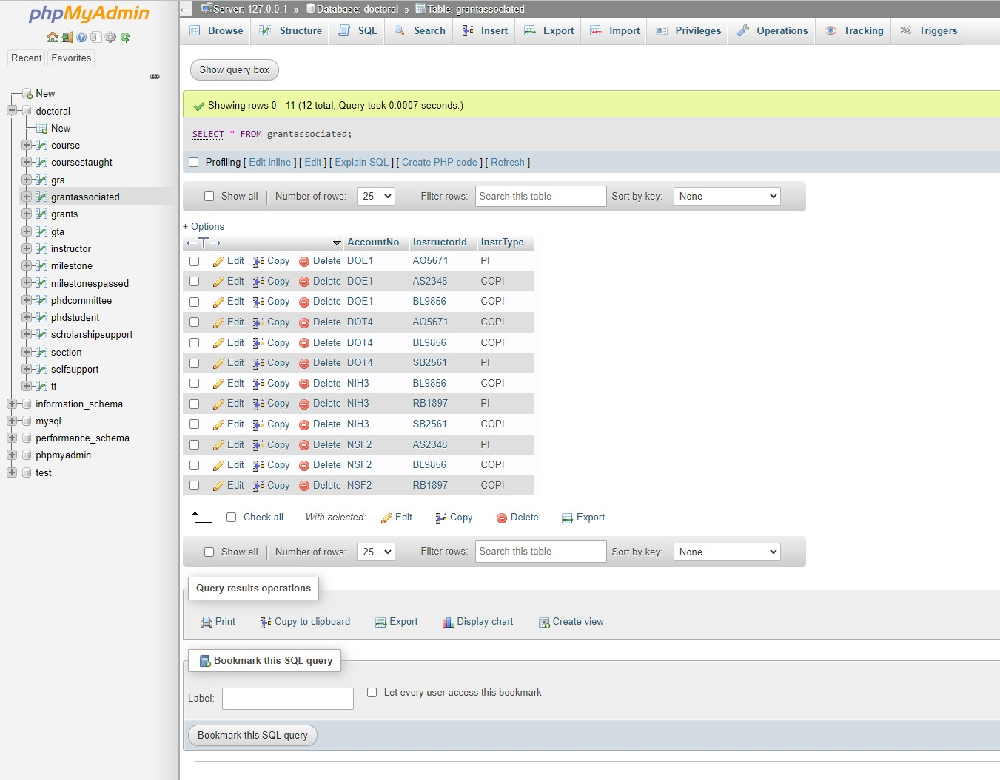 phpMyAdmin
Recent Favorites
New
doctoral
New
course
coursestaught
gra
grantassociated
grants
gta
instructor
milestone
milestonespassed
phdcommittee
phdstudent
scholarshipsupport
section
selfsupport
tt
information_schema
mysql
performance_schema
phpmyadmin
test
Server: 127.0.0.1 » Database: doctoral » Table: grantassociated
Browse Structure SQL Search Insert Export Import Privileges Operations Tracking Triggers
Show query box
Showing rows 0 - 11 (12 total, Query took 0.0007 seconds.)
SELECT * FROM grantassociated;
Profiling [ Edit inline ] [ Edit ] [ Explain SQL ] [ Create PHP code ] [ Refresh ]
Show all | Number of rows: 25 Filter rows: Search this table Sort by key: None
+ Options
←T→ AccountNo InstructorId InstrType
Edit Copy Delete DOE1 AO5671 PI
Edit Copy Delete DOE1 AS2348 COPI
Edit Copy Delete DOE1 BL9856 COPI
Edit Copy Delete DOT4 AO5671 COPI
Edit Copy Delete DOT4 BL9856 COPI
Edit Copy Delete DOT4 SB2561 PI
Edit Copy Delete NIH3 BL9856 COPI
Edit Copy Delete NIH3 RB1897 PI
Edit Copy Delete NIH3 SB2561 COPI
Edit Copy Delete NSF2 AS2348 PI
Edit Copy Delete NSF2 BL9856 COPI
Edit Copy Delete NSF2 RB1897 COPI
Check all With selected: Edit Copy Delete Export
Show all | Number of rows: 25 Filter rows: Search this table Sort by key: None
Query results operations
Print Copy to clipboard Export Display chart Create view
Bookmark this SQL query
Label: Let every user access this bookmark
Bookmark this SQL query